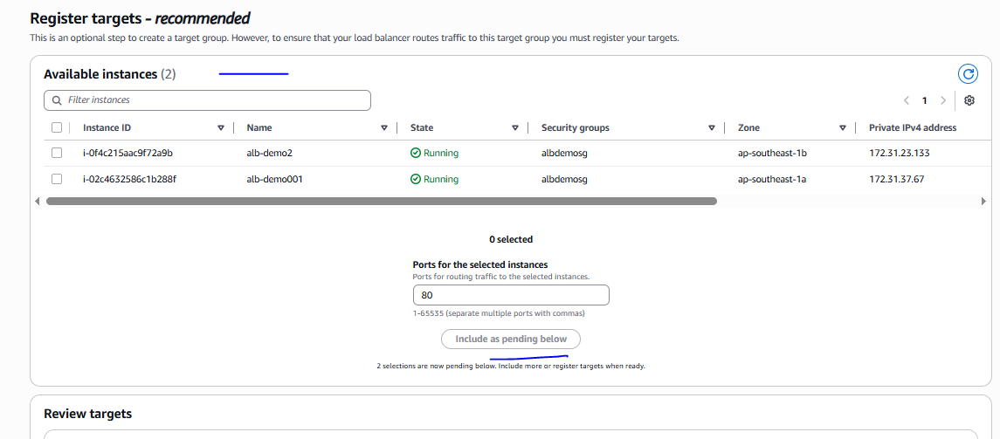 Register targets - recommended
This is an optional step to create a target group. However, to ensure that your load balancer routes traffic to this target group you must register your targets.
Available instances (2)
Filter instances
1
Instance ID Name State Security groups Zone Private IPv4 address
i-0f4c215aac9f72a9b alb-demo2 Running albdemosg ap-southeast-1b 172.31.23.133
i-02c4632586c1b288f alb-demo001 Running albdemosg ap-southeast-1a 172.31.37.67
0 selected
Ports for the selected instances
Ports for routing traffic to the selected instances.
80
1-65535 (separate multiple ports with commas)
Include as pending below
2 selections are now pending below. Include more or register targets when ready.
Review targets